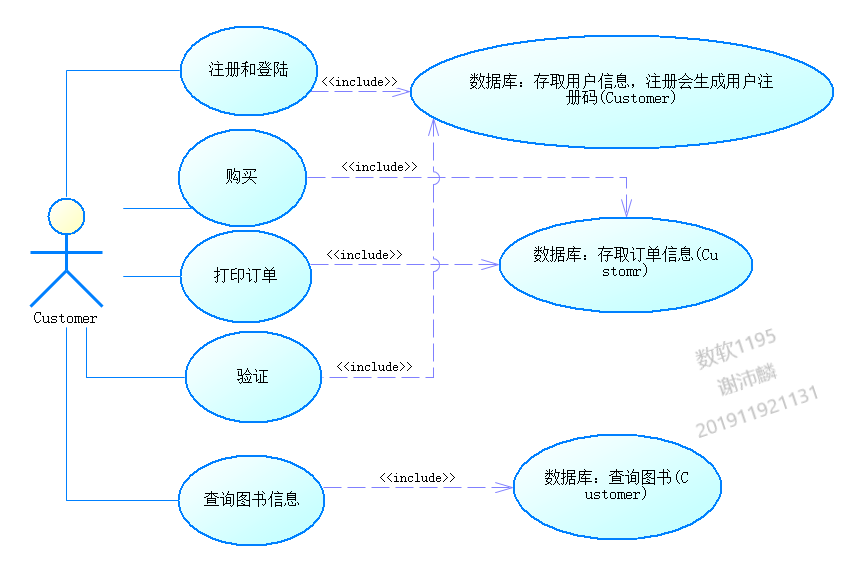 注册和登陆
<<include>>
数据库：存取用户信息，注册会生成用户注
册码(Customer)
购买
<<include>>
打印订单
<<include>>
数据库：存取订单信息(Cu
stomr)
Customer
验证
<<include>>
数软1195
谢沛麟
201911921131
查询图书信息
<<include>>
数据库：查询图书(C
ustomer)